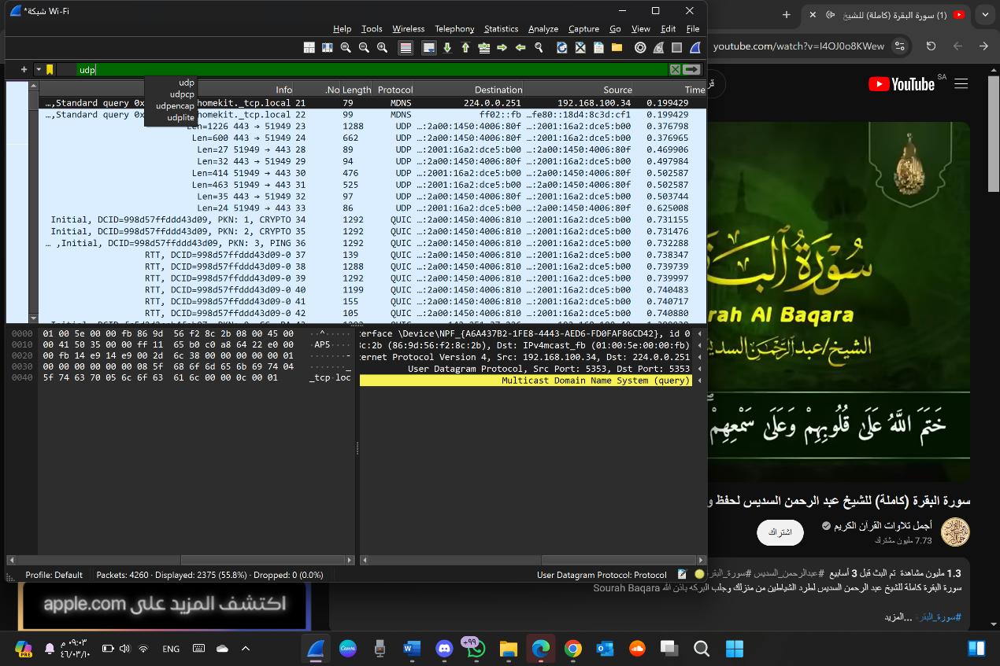 *شبكة Wi-Fi
(1) سورة البقرة (كاملة) للشيخ
Help Tools Wireless Telephony Statistics Analyze Capture Go View Edit File
youtube.com/watch?v=I4OJ0o8KWew
udp
udp
udpcp
udpencap
udplite
Info No. Length Protocol Destination Source Time
…,Standard query 0x homekit._tcp.local 21 79 MDNS 224.0.0.251 192.168.100.34 0.199429
…,Standard query 0x homekit._tcp.local 22 99 MDNS ff02::fb …fe80::18d4:8c3d:cf1 0.199429
Len=1226 443 → 51949 23 1288 UDP …:2a00:1450:4006:80f …:2001:16a2:dce5:b00 0.376798
Len=600 443 → 51949 24 662 UDP …:2a00:1450:4006:80f …:2001:16a2:dce5:b00 0.376965
Len=27 51949 → 443 28 89 UDP …:2001:16a2:dce5:b00 …:2a00:1450:4006:80f 0.469906
Len=32 443 → 51949 29 94 UDP …:2a00:1450:4006:80f …:2001:16a2:dce5:b00 0.497984
Len=414 51949 → 443 30 476 UDP …:2001:16a2:dce5:b00 …:2a00:1450:4006:80f 0.502587
Len=463 51949 → 443 31 525 UDP …:2001:16a2:dce5:b00 …:2a00:1450:4006:80f 0.502587
Len=35 443 → 51949 32 97 UDP …:2a00:1450:4006:80f …:2001:16a2:dce5:b00 0.503744
Len=24 51949 → 443 33 86 UDP …:2001:16a2:dce5:b00 …:2a00:1450:4006:80f 0.625008
Initial, DCID=998d57ffddd43d09, PKN: 1, CRYPTO 34 1292 QUIC …:2a00:1450:4006:810 …:2001:16a2:dce5:b00 0.731155
Initial, DCID=998d57ffddd43d09, PKN: 2, CRYPTO 35 1292 QUIC …:2a00:1450:4006:810 …:2001:16a2:dce5:b00 0.731476
… ,Initial, DCID=998d57ffddd43d09, PKN: 3, PING 36 1292 QUIC …:2a00:1450:4006:810 …:2001:16a2:dce5:b00 0.732288
RTT, DCID=998d57ffddd43d09-0 37 139 QUIC …:2a00:1450:4006:810 …:2001:16a2:dce5:b00 0.738347
RTT, DCID=998d57ffddd43d09-0 38 1288 QUIC …:2a00:1450:4006:810 …:2001:16a2:dce5:b00 0.739739
RTT, DCID=998d57ffddd43d09-0 39 1292 QUIC …:2a00:1450:4006:810 …:2001:16a2:dce5:b00 0.739997
RTT, DCID=998d57ffddd43d09-0 40 1199 QUIC …:2a00:1450:4006:810 …:2001:16a2:dce5:b00 0.740483
RTT, DCID=998d57ffddd43d09-0 41 155 QUIC …:2a00:1450:4006:810 …:2001:16a2:dce5:b00 0.740717
RTT, DCID=998d57ffddd43d09-0 42 105 QUIC …:2a00:1450:4006:810 …:2001:16a2:dce5:b00 0.740880
0000 01 00 5e 00 00 fb 86 9d 56 f2 8c 2b 08 00 45 00
0010 00 41 50 35 00 00 ff 11 65 b0 c0 a8 64 22 e0 00
0020 00 fb 14 e9 14 e9 00 2d 6c 38 00 00 00 00 00 01
0030 00 00 00 00 00 08 5f 68 6f 6d 65 6b 69 74 04
0040 5f 74 63 70 05 6c 6f 63 61 6c 00 00 0c 00 01
AP5
_tcp·loc
terface \Device\NPF_{A6A437B2-1FE8-4443-AED6-FD0FAF86CD42}, id 0
8c:2b (86:9d:56:f2:8c:2b), Dst: IPv4mcast_fb (01:00:5e:00:00:fb)
ternet Protocol Version 4, Src: 192.168.100.34, Dst: 224.0.0.251
User Datagram Protocol, Src Port: 5353, Dst Port: 5353
Multicast Domain Name System (query)
Profile: Default Packets: 4260 · Displayed: 2375 (55.8%) · Dropped: 0 (0.0%) User Datagram Protocol: Protocol
YouTube SA
سورة البق
rah Al Baqara
الشيخ/عبدالرحمن السديس
خَتَمَ اللَّهُ عَلَىٰ قُلُوبِهِمْ وَعَلَىٰ سَمْعِهِمْ
سورة البقرة (كاملة) للشيخ عبد الرحمن السديس لحفظ و
أجمل تلاوات القرآن الكريم
7.73 مليون مشترك
اشتراك
1.3 مليون مشاهدة تم البث قبل 3 أسابيع #عبدالرحمن_السديس #سورة_البقرة
سورة البقرة كاملة للشيخ عبد الرحمن السديس لطرد الشياطين من منزلك وجلب البركه باذن الله Sourah Baqara
#سورة_البقرة ...المزيد
اكتشف المزيد على apple.com
PRE
٠٩:٠٣ م
٤٦/٠٣/١٠
ENG
Canva
+99